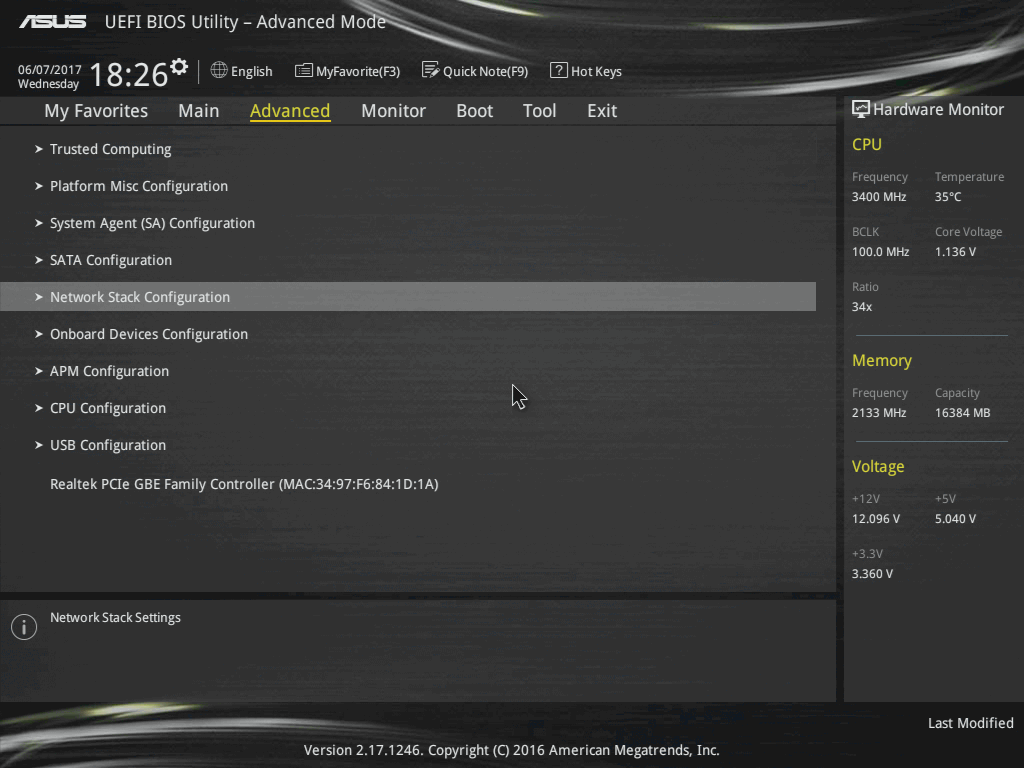 ASUS UEFI BIOS Utility – Advanced Mode
06/07/2017
Wednesday
18:26
English
MyFavorite(F3)
Quick Note(F9)
? Hot Keys
My Favorites Main Advanced Monitor Boot Tool Exit
Trusted Computing
Platform Misc Configuration
System Agent (SA) Configuration
SATA Configuration
Network Stack Configuration
Onboard Devices Configuration
APM Configuration
CPU Configuration
USB Configuration
Realtek PCIe GBE Family Controller (MAC:34:97:F6:84:1D:1A)
Network Stack Settings
Hardware Monitor
CPU
Frequency Temperature
3400 MHz 35°C
BCLK Core Voltage
100.0 MHz 1.136 V
Ratio
34x
Memory
Frequency Capacity
2133 MHz 16384 MB
Voltage
+12V +5V
12.096 V 5.040 V
+3.3V
3.360 V
Last Modified
Version 2.17.1246. Copyright (C) 2016 American Megatrends, Inc.